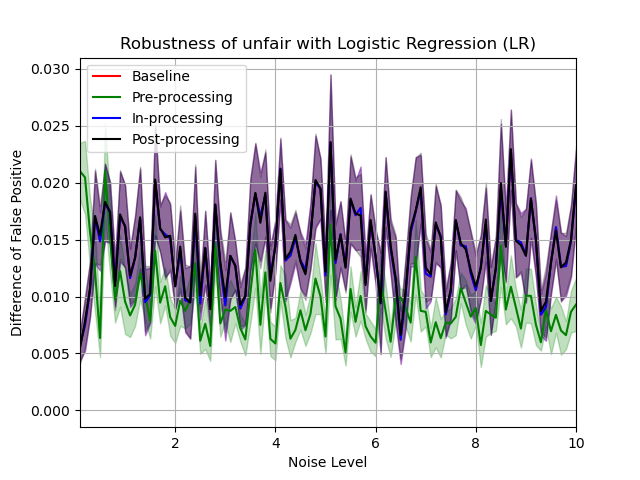 Robustness of unfair with Logistic Regression (LR)
0.030
0.025
0.020
0.015
0.010
0.005
0.000
Difference of False Positive
Baseline
Pre-processing
In-processing
Post-processing
2
4
6
8
10
Noise Level